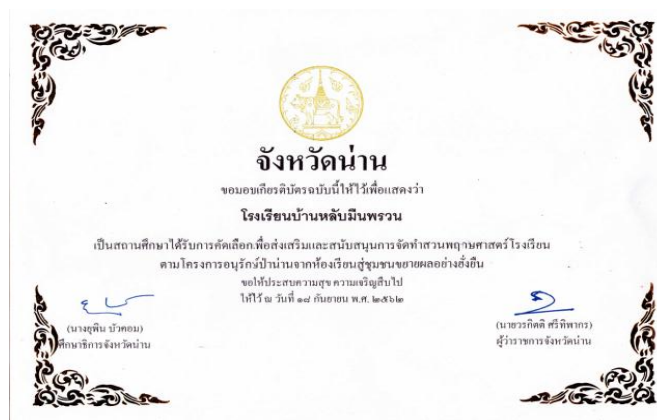 จังหวัดน่าน
ขอมอบเกียรติบัตรฉบับนี้ให้ไว้เพื่อแสดงว่า
โรงเรียนบ้านหลับมืนพรวน
เป็นสถานศึกษาได้รับการคัดเลือกเพื่อส่งเสริมและสนับสนุนการจัดทำสวนพฤกษศาสตร์โรงเรียน
ตามโครงการอนุรักษ์ป่าน่านจากห้องเรียนสู่ชุมชนขยายผลอย่างยั่งยืน
ขอให้ประสบความสุข ความเจริญสืบไป
ให้ไว้ ณ วันที่ ๑๘ กันยายน พ.ศ. ๒๕๖๒
(นางยุพิน บัวคอม)
ศึกษาธิการจังหวัดน่าน
(นายวรกิตติ ศรีทิพากร)
ผู้ว่าราชการจังหวัดน่าน